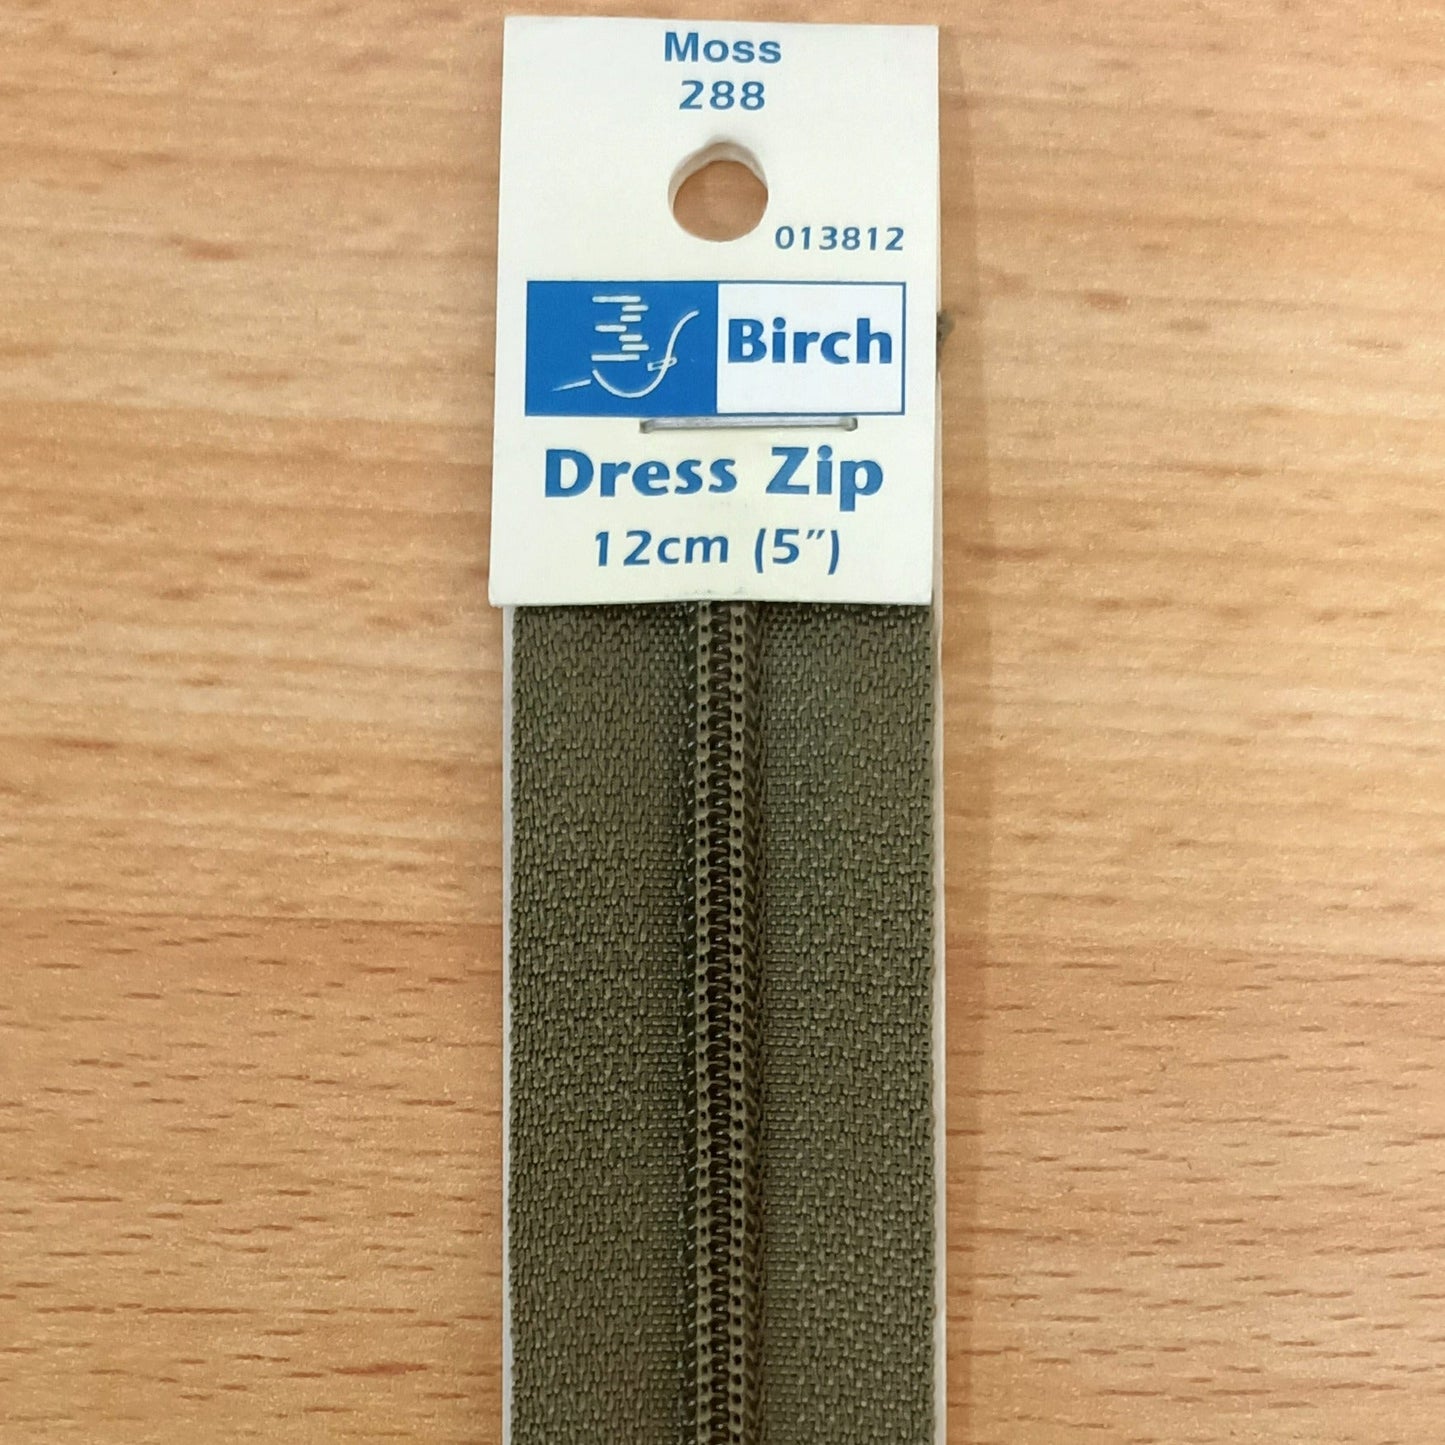 Moss
288
013812
Birch
Dress Zip
12cm (5″)